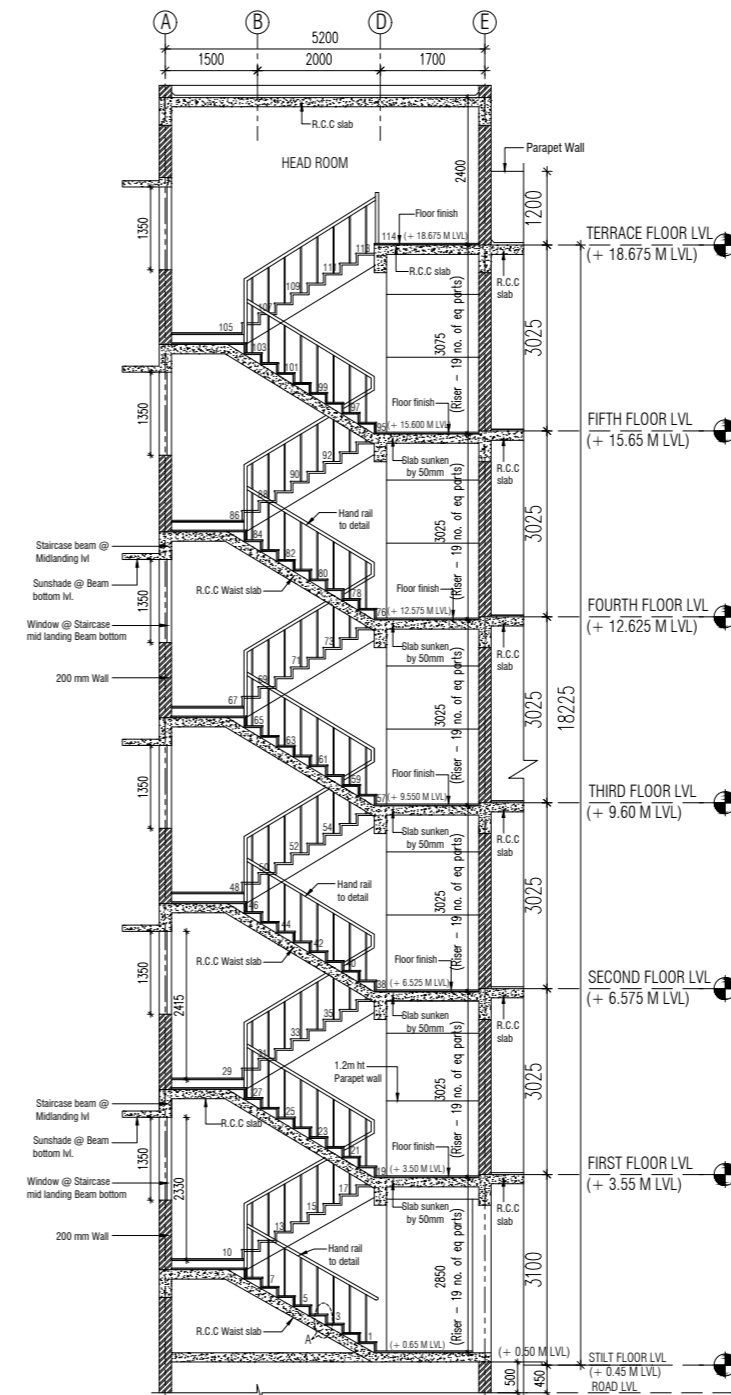 A B D E
5200
1500 2000 1700
R.C.C slab
HEAD ROOM
2400
Parapet Wall
1200
1350
Floor finish
114 (+ 18.675 M LVL)
TERRACE FLOOR LVL
(+ 18.675 M LVL)
113
111
R.C.C slab
R.C.C
slab
109
107
105
103
101
99
97
3075
(Riser - 19 no. of eq parts)
3025
1350
Floor finish
95 (+ 15.600 M LVL)
FIFTH FLOOR LVL
(+ 15.65 M LVL)
92
90
88
86
Slab sunken
by 50mm
R.C.C
slab
Hand rail
to detail
84
82
80
78
3025
(Riser - 19 no. of eq parts)
3025
Staircase beam @
Midlanding lvl
Sunshade @ Beam
bottom lvl.
1350
R.C.C Waist slab
Floor finish
76 (+ 12.575 M LVL)
FOURTH FLOOR LVL
(+ 12.625 M LVL)
Window @ Staircase
mid landing Beam bottom
Slab sunken
by 50mm
R.C.C
slab
200 mm Wall
73
71
69
67
65
63
61
59
3025
(Riser - 19 no. of eq parts)
3025
18225
1350
Floor finish
57 (+ 9.550 M LVL)
THIRD FLOOR LVL
(+ 9.60 M LVL)
54
52
50
48
Slab sunken
by 50mm
R.C.C
slab
Hand rail
to detail
46
44
42
40
3025
(Riser - 19 no. of eq parts)
3025
1350
2415
R.C.C Waist slab
Floor finish
38 (+ 6.525 M LVL)
SECOND FLOOR LVL
(+ 6.575 M LVL)
35
33
31
29
Slab sunken
by 50mm
R.C.C
slab
1.2m ht
Parapet wall
27
25
23
21
3025
(Riser - 19 no. of eq parts)
3025
Staircase beam @
Midlanding lvl
R.C.C slab
Sunshade @ Beam
bottom lvl.
1350
2330
Floor finish
19 (+ 3.50 M LVL)
FIRST FLOOR LVL
(+ 3.55 M LVL)
Window @ Staircase
mid landing Beam bottom
17
15
13
10
Slab sunken
by 50mm
R.C.C
slab
200 mm Wall
Hand rail
to detail
7
5
3
1
A
2850
(Riser - 19 no. of eq parts)
3100
R.C.C Waist slab
(+ 0.65 M LVL)
(+ 0.50 M LVL)
STILT FLOOR LVL
(+ 0.45 M LVL)
500
450
ROAD LVL